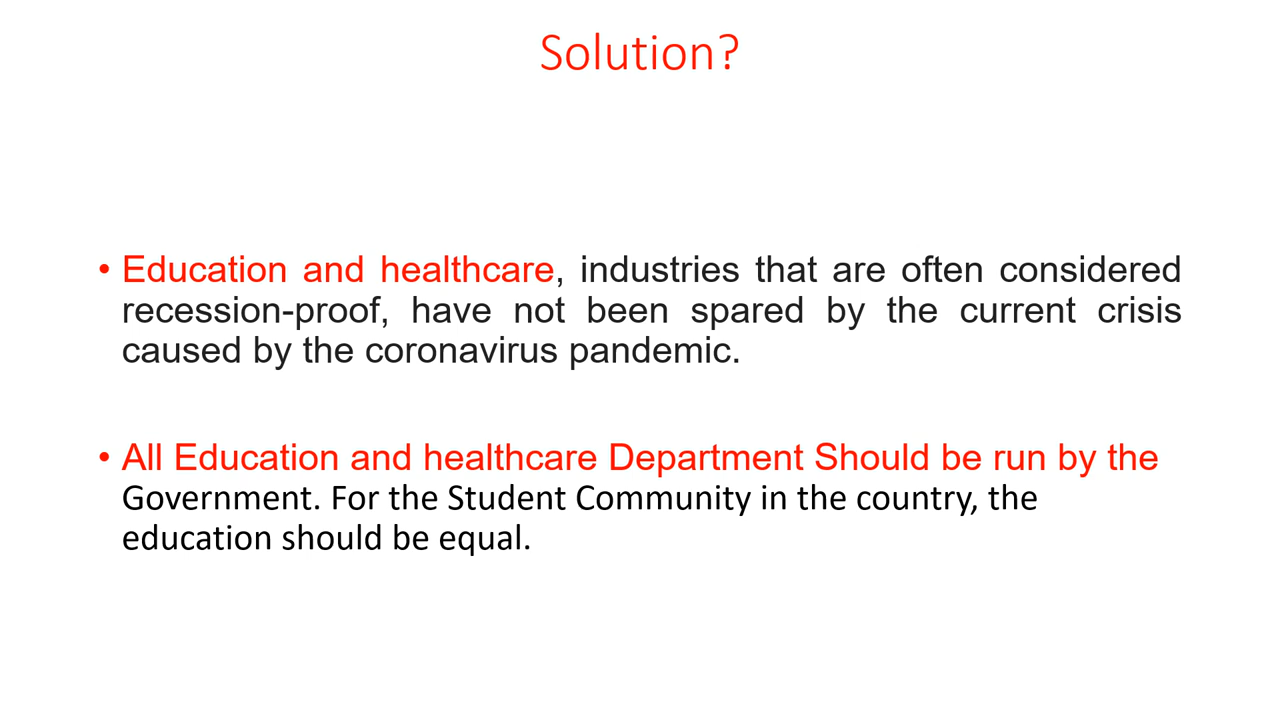 Solution?
• Education and healthcare, industries that are often considered
recession-proof, have not been spared by the current crisis
caused by the coronavirus pandemic.
• All Education and healthcare Department Should be run by the
Government. For the Student Community in the country, the
education should be equal.